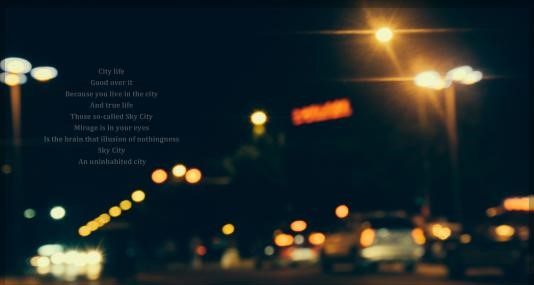 City life
Good over it
Because you live in the city
And true life
Those so-called Sky City
Mirage is in your eyes
Is the brain that illusion of nothingness
Sky City
An uninhabited city